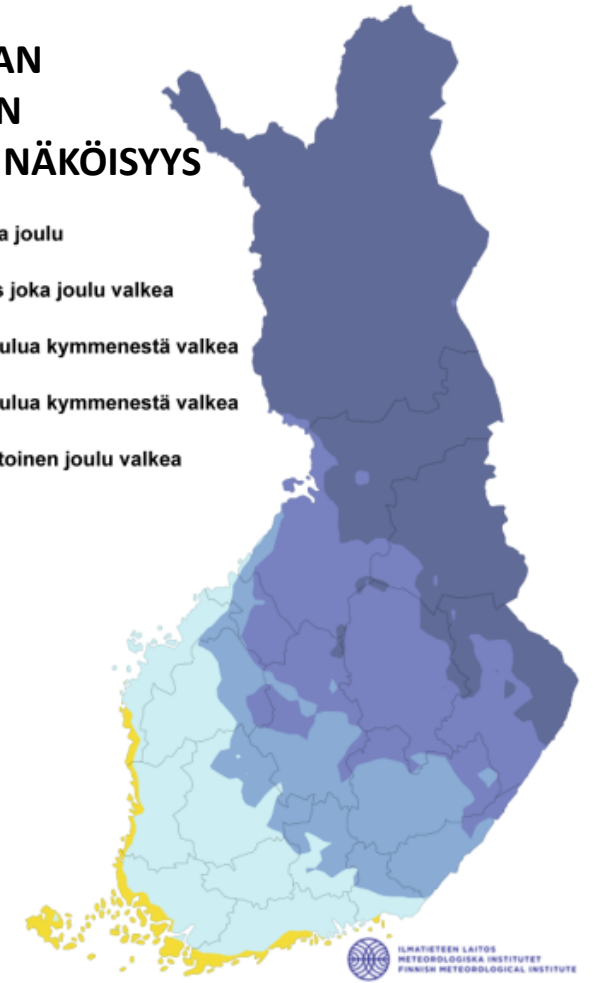 AN
N
NÄKÖISYYS
a joulu
s joka joulu valkea
ulua kymmenestä valkea
ulua kymmenestä valkea
toinen joulu valkea
ILMATIETEEN LAITOS
METEOROLOGISKA INSTITUTET
FINNISH METEOROLOGICAL INSTITUTE